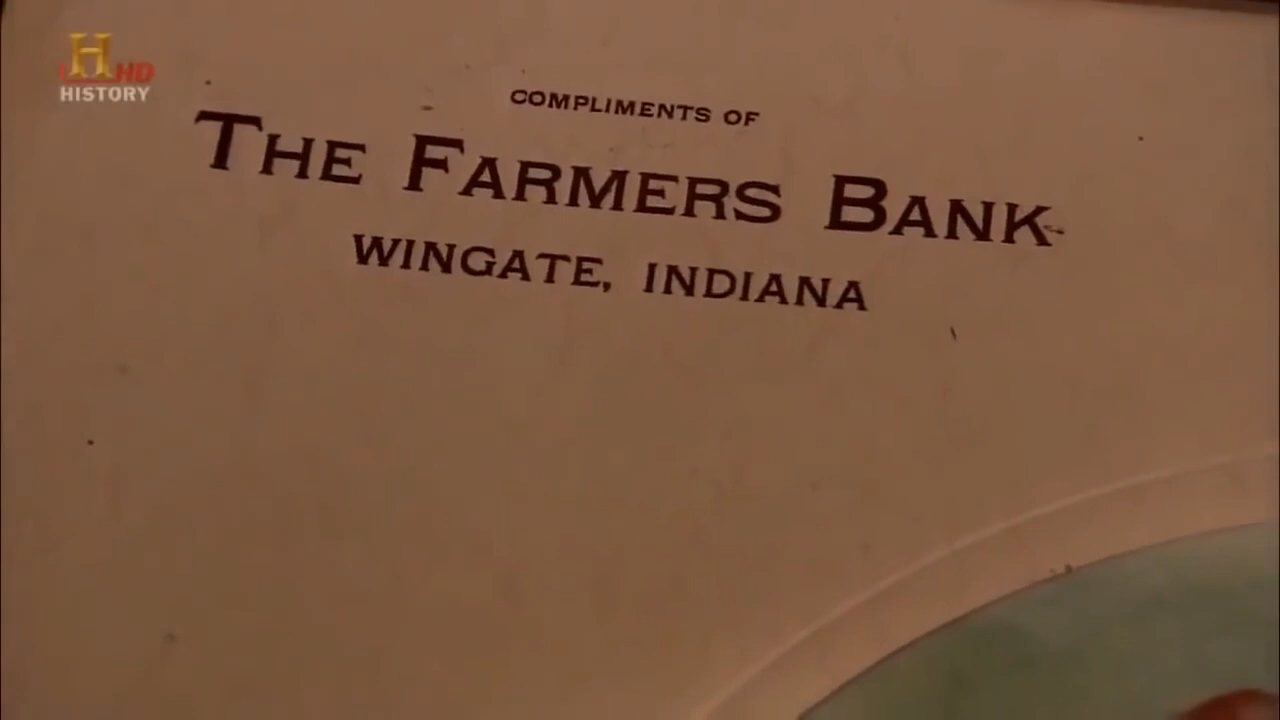 H HD
HISTORY
COMPLIMENTS OF
THE FARMERS BANK
WINGATE, INDIANA